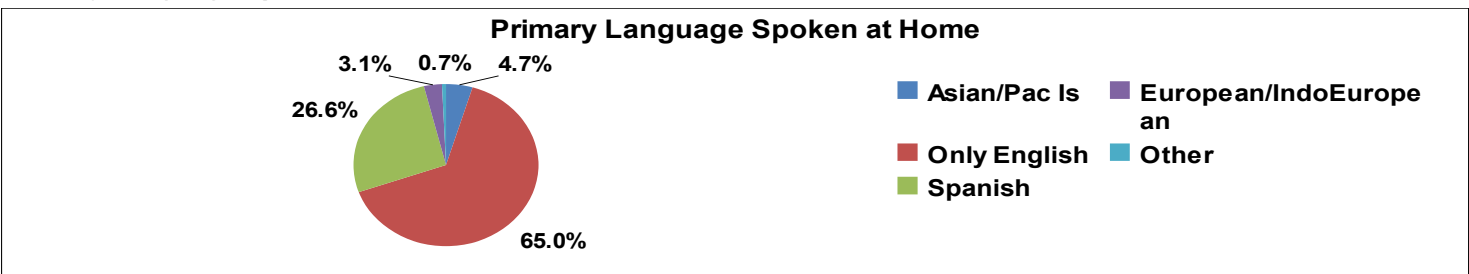 Primary Language Spoken at Home
3.1% 0.7% 4.7%
26.6%
65.0%
Asian/Pac Is
European/IndoEurope
an
Only English
Other
Spanish